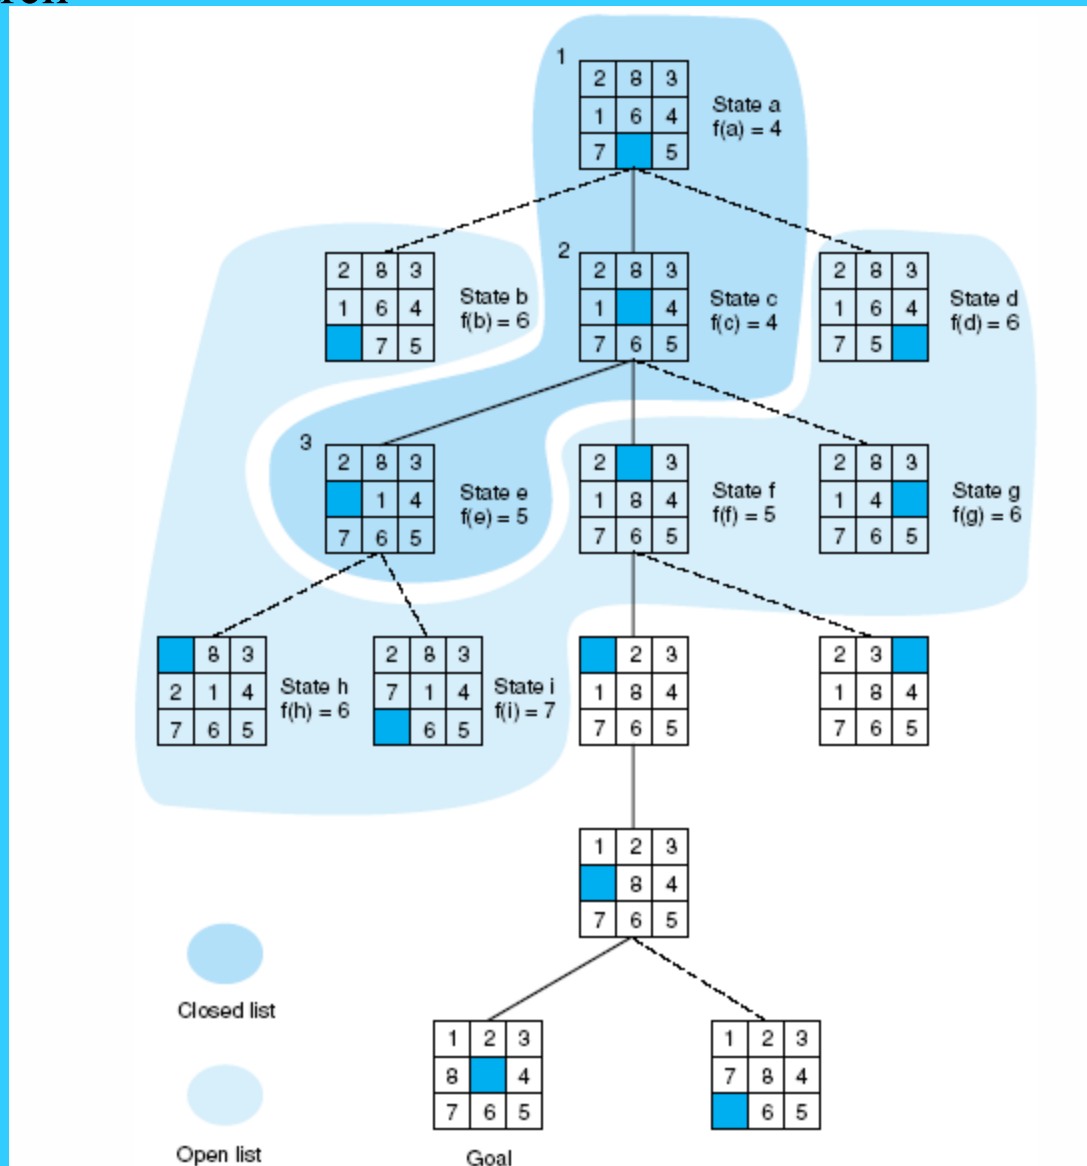 1
2 8 3
1 6 4
7 5
State a
f(a) = 4
2 8 3
1 6 4
7 5
State b
f(b) = 6
2
2 8 3
1 4
7 6 5
State c
f(c) = 4
2 8 3
1 6 4
7 5
State d
f(d) = 6
3
2 8 3
1 4
7 6 5
State e
f(e) = 5
2 3
1 8 4
7 6 5
State f
f(f) = 5
2 8 3
1 4
7 6 5
State g
f(g) = 6
8 3
2 1 4
7 6 5
State h
f(h) = 6
2 8 3
7 1 4
6 5
State i
f(i) = 7
2 3
1 8 4
7 6 5
2 3
1 8 4
7 6 5
1 2 3
8 4
7 6 5
1 2 3
8 4
7 6 5
Goal
1 2 3
7 8 4
6 5
Closed list
Open list